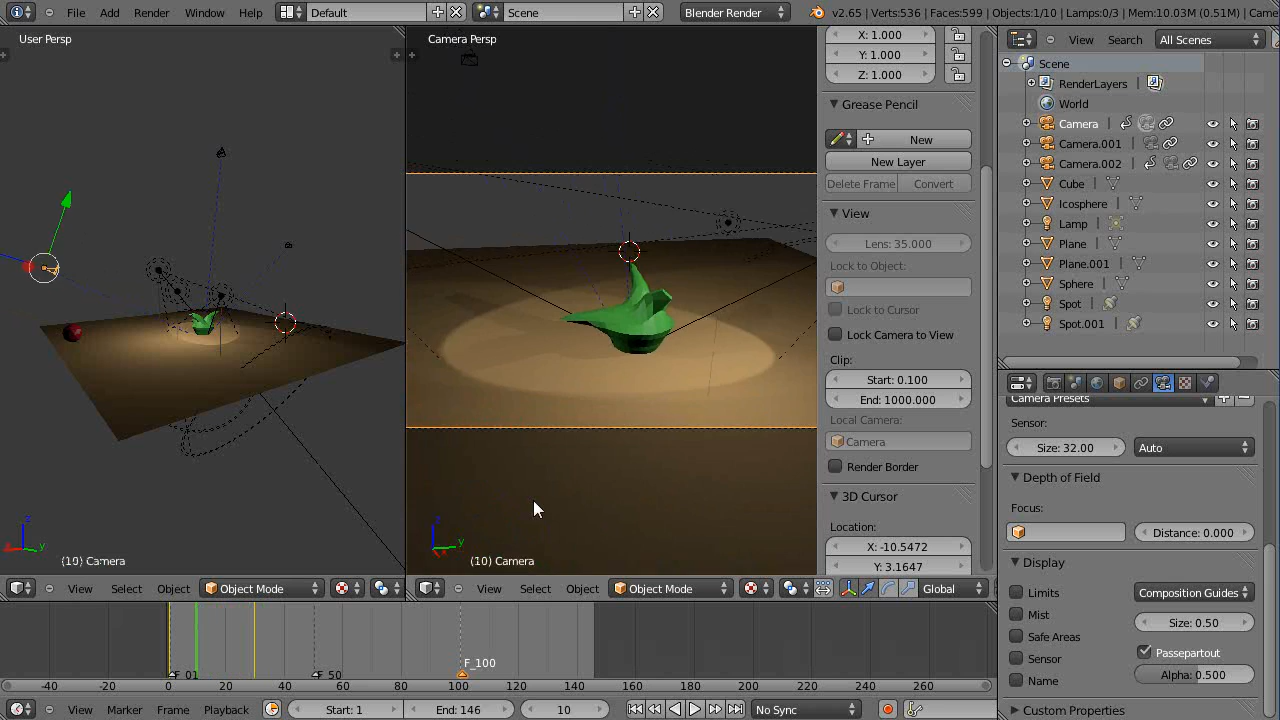 File Add Render Window Help Default Scene Blender Render v2.65 | Verts:536 | Faces:599 | Objects:1/10 | Lamps:0/3 | Mem:10.03M (0.51M) | Came
User Persp
Camera Persp
(10) Camera
(10) Camera
X: 1.000
Y: 1.000
Z: 1.000
Grease Pencil
New
New Layer
Delete Frame Convert
View
Lens: 35.000
Lock to Object:
Lock to Cursor
Lock Camera to View
Clip:
Start: 0.100
End: 1000.000
Local Camera:
Camera
Render Border
3D Cursor
Location:
X: -10.5472
Y: 3.1647
View Search All Scenes
Scene
RenderLayers
World
Camera
Camera.001
Camera.002
Cube
Icosphere
Lamp
Plane
Plane.001
Sphere
Spot
Spot.001
Camera Presets
Sensor:
Size: 32.00 Auto
Depth of Field
Focus:
Distance: 0.000
Display
Limits Composition Guides
Mist Size: 0.50
Safe Areas
Sensor Passepartout
Name Alpha: 0.500
Custom Properties
View Select Object Object Mode
View Select Object Object Mode Global
F_01 F_50 F_100
-40 -20 0 20 40 60 80 100 120 140 160 180 200 220 240 260
View Marker Frame Playback Start: 1 End: 146 10 No Sync